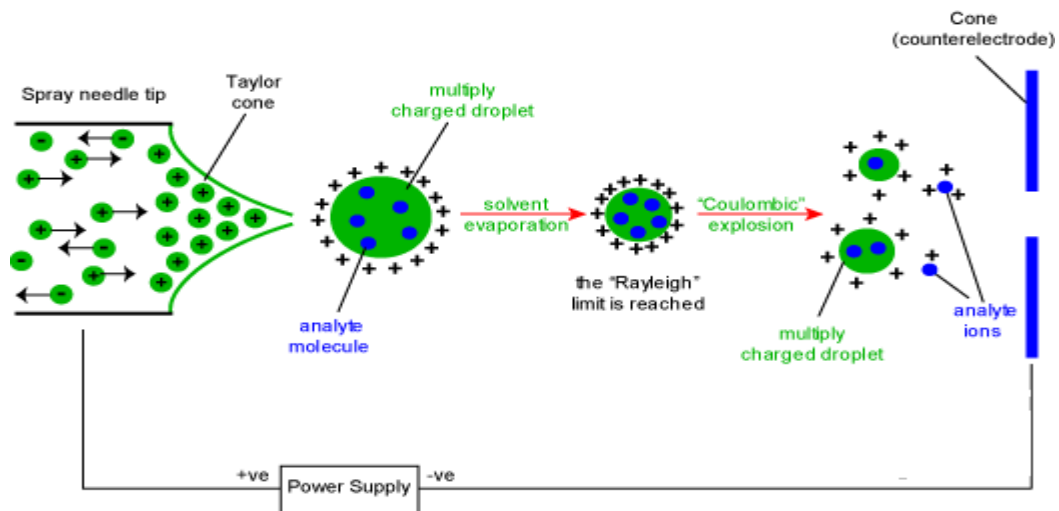 Cone
(counterelectrode)
Spray needle tip
Taylor
cone
multiply
charged droplet
solvent
evaporation
"Coulombic"
explosion
the "Rayleigh"
limit is reached
analyte
molecule
multiply
charged droplet
analyte
ions
+ve
Power Supply
-ve